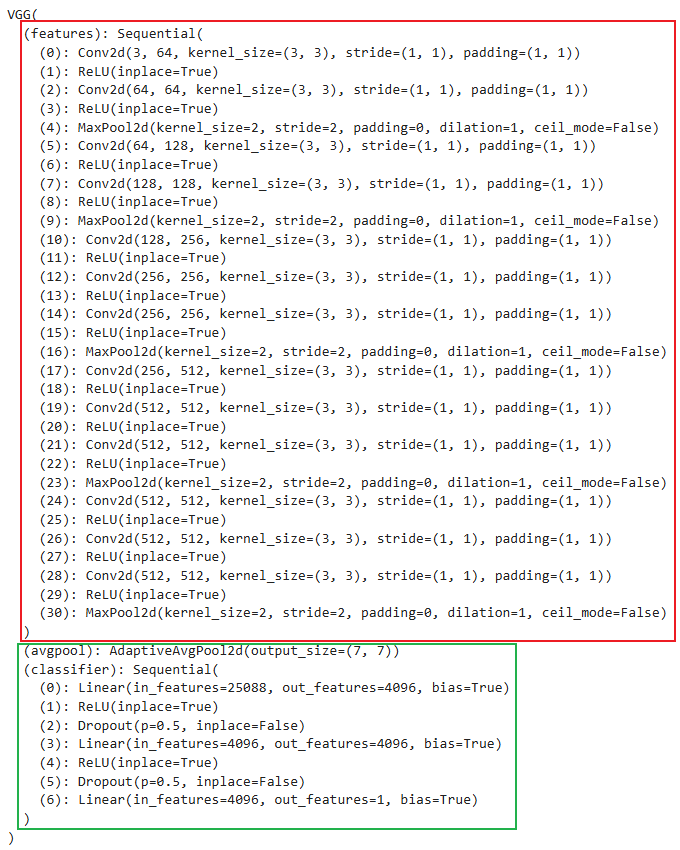 VGG(
(features): Sequential(
(0): Conv2d(3, 64, kernel_size=(3, 3), stride=(1, 1), padding=(1, 1))
(1): ReLU(inplace=True)
(2): Conv2d(64, 64, kernel_size=(3, 3), stride=(1, 1), padding=(1, 1))
(3): ReLU(inplace=True)
(4): MaxPool2d(kernel_size=2, stride=2, padding=0, dilation=1, ceil_mode=False)
(5): Conv2d(64, 128, kernel_size=(3, 3), stride=(1, 1), padding=(1, 1))
(6): ReLU(inplace=True)
(7): Conv2d(128, 128, kernel_size=(3, 3), stride=(1, 1), padding=(1, 1))
(8): ReLU(inplace=True)
(9): MaxPool2d(kernel_size=2, stride=2, padding=0, dilation=1, ceil_mode=False)
(10): Conv2d(128, 256, kernel_size=(3, 3), stride=(1, 1), padding=(1, 1))
(11): ReLU(inplace=True)
(12): Conv2d(256, 256, kernel_size=(3, 3), stride=(1, 1), padding=(1, 1))
(13): ReLU(inplace=True)
(14): Conv2d(256, 256, kernel_size=(3, 3), stride=(1, 1), padding=(1, 1))
(15): ReLU(inplace=True)
(16): MaxPool2d(kernel_size=2, stride=2, padding=0, dilation=1, ceil_mode=False)
(17): Conv2d(256, 512, kernel_size=(3, 3), stride=(1, 1), padding=(1, 1))
(18): ReLU(inplace=True)
(19): Conv2d(512, 512, kernel_size=(3, 3), stride=(1, 1), padding=(1, 1))
(20): ReLU(inplace=True)
(21): Conv2d(512, 512, kernel_size=(3, 3), stride=(1, 1), padding=(1, 1))
(22): ReLU(inplace=True)
(23): MaxPool2d(kernel_size=2, stride=2, padding=0, dilation=1, ceil_mode=False)
(24): Conv2d(512, 512, kernel_size=(3, 3), stride=(1, 1), padding=(1, 1))
(25): ReLU(inplace=True)
(26): Conv2d(512, 512, kernel_size=(3, 3), stride=(1, 1), padding=(1, 1))
(27): ReLU(inplace=True)
(28): Conv2d(512, 512, kernel_size=(3, 3), stride=(1, 1), padding=(1, 1))
(29): ReLU(inplace=True)
(30): MaxPool2d(kernel_size=2, stride=2, padding=0, dilation=1, ceil_mode=False)
)
(avgpool): AdaptiveAvgPool2d(output_size=(7, 7))
(classifier): Sequential(
(0): Linear(in_features=25088, out_features=4096, bias=True)
(1): ReLU(inplace=True)
(2): Dropout(p=0.5, inplace=False)
(3): Linear(in_features=4096, out_features=4096, bias=True)
(4): ReLU(inplace=True)
(5): Dropout(p=0.5, inplace=False)
(6): Linear(in_features=4096, out_features=1, bias=True)
)
)